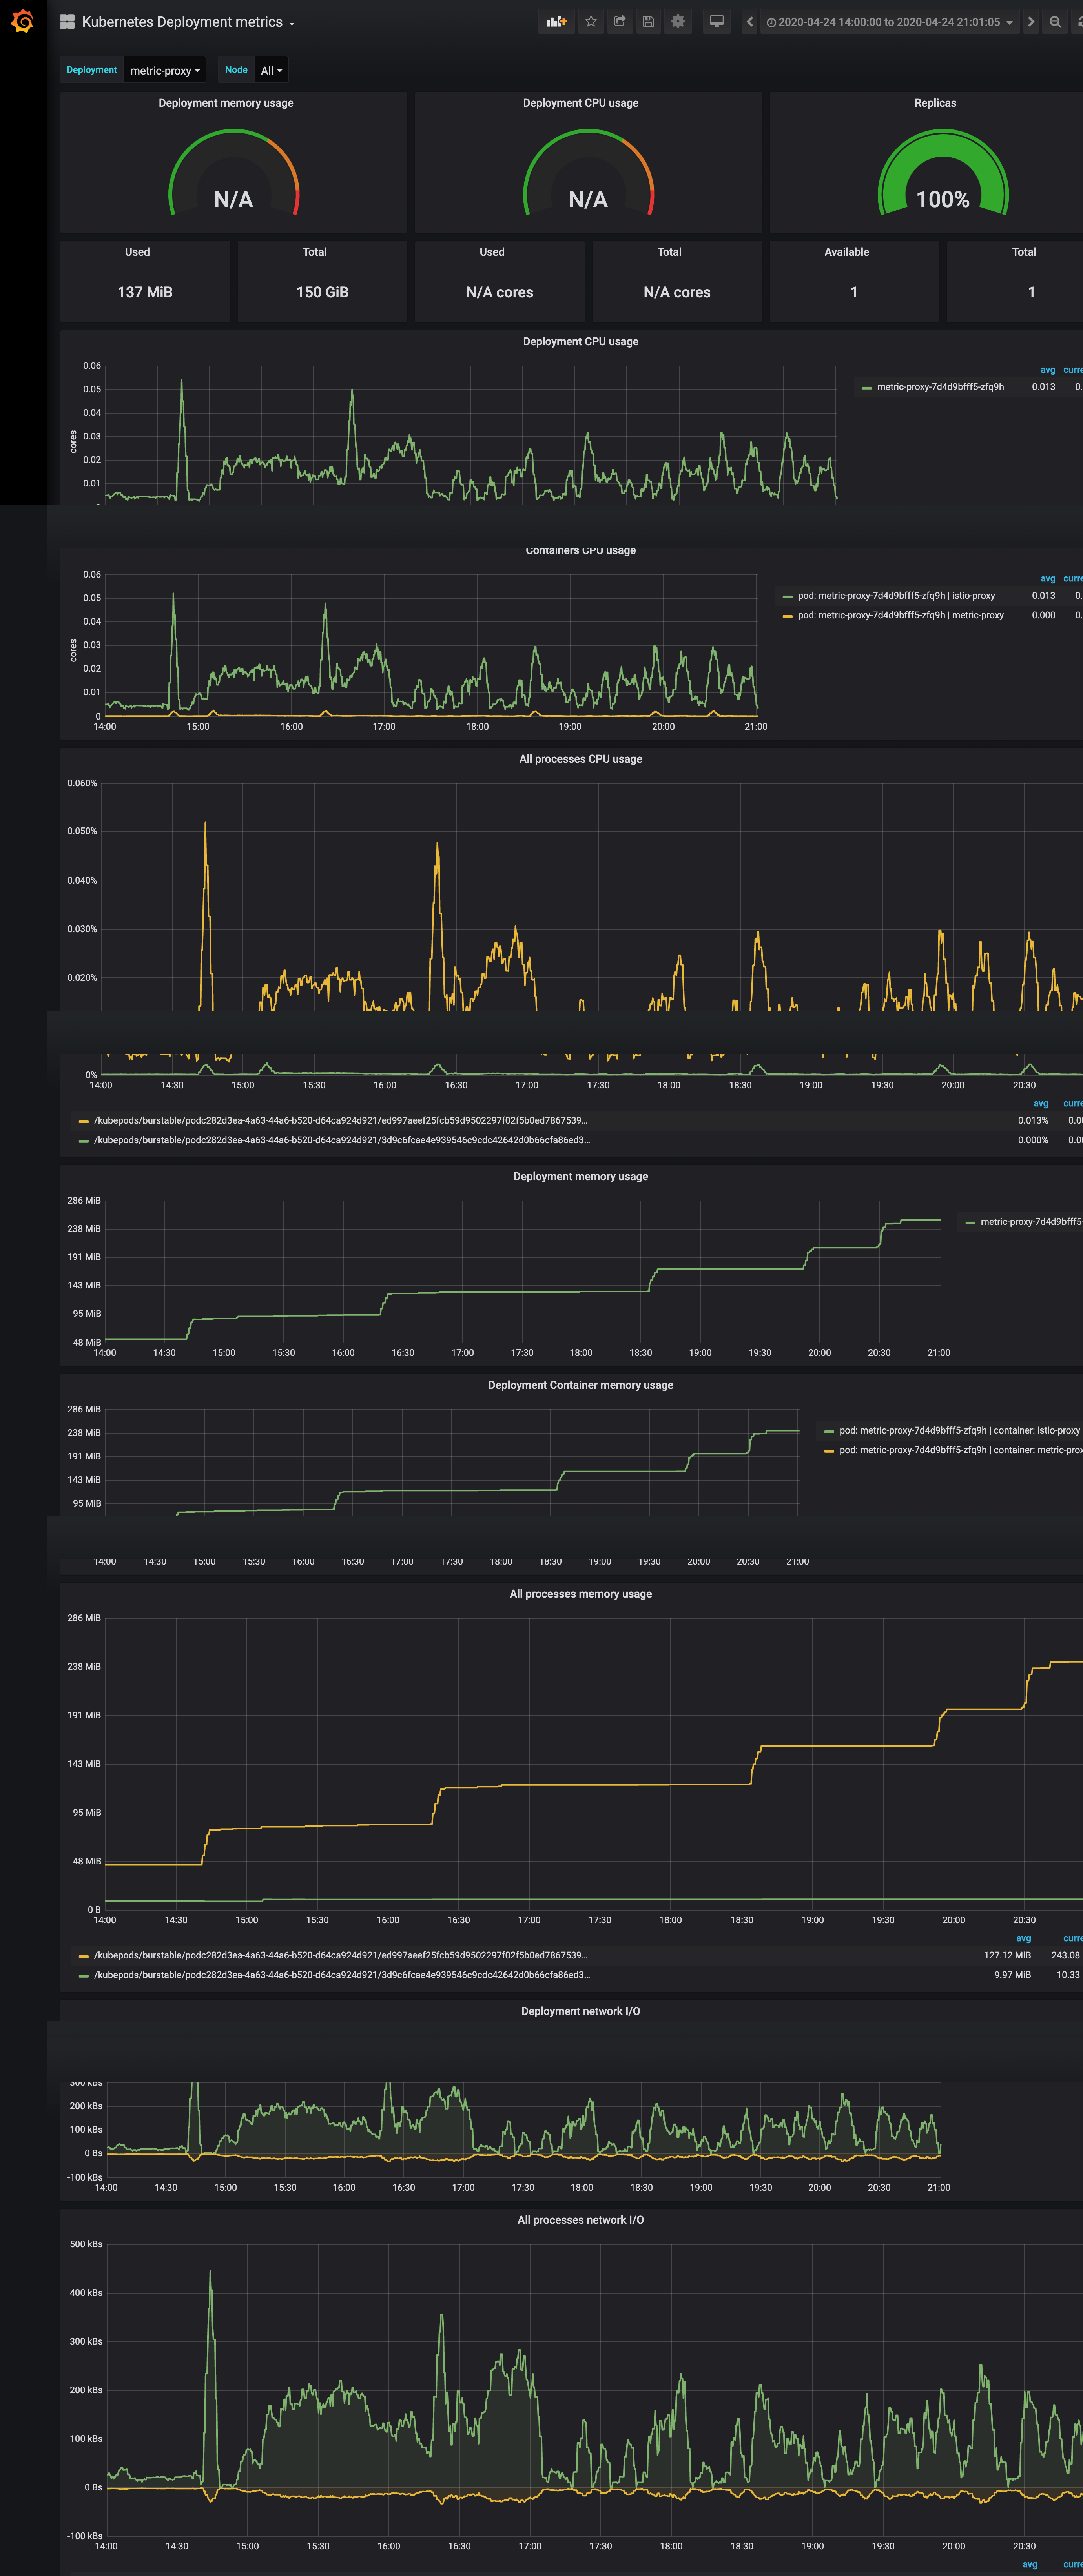 Kubernetes Deployment metrics
2020-04-24 14:00:00 to 2020-04-24 21:01:05
Deployment metric-proxy Node All
Deployment memory usage Deployment CPU usage Replicas
N/A N/A 100%
Used Total Used Total Available Total
137 MiB 150 GiB N/A cores N/A cores 1 1
Deployment CPU usage
avg
metric-proxy-7d4d9bfff5-zfq9h 0.013
cores
0.06
0.05
0.04
0.03
0.02
0.01
Containers CPU usage
avg
pod: metric-proxy-7d4d9bfff5-zfq9h | istio-proxy 0.013
pod: metric-proxy-7d4d9bfff5-zfq9h | metric-proxy 0.000
cores
0.06
0.05
0.04
0.03
0.02
0.01
0
14:00 15:00 16:00 17:00 18:00 19:00 20:00 21:00
All processes CPU usage
0.060%
0.050%
0.040%
0.030%
0.020%
0%
14:00 14:30 15:00 15:30 16:00 16:30 17:00 17:30 18:00 18:30 19:00 19:30 20:00 20:30
avg
/kubepods/burstable/podc282d3ea-4a63-44a6-b520-d64ca924d921/ed997aeef25fcb59d9502297f02f5b0ed7867539... 0.013%
/kubepods/burstable/podc282d3ea-4a63-44a6-b520-d64ca924d921/3d9c6fcae4e939546c9cdc42642d0b66cfa86ed3... 0.000%
Deployment memory usage
286 MiB
238 MiB
191 MiB
143 MiB
95 MiB
48 MiB
14:00 14:30 15:00 15:30 16:00 16:30 17:00 17:30 18:00 18:30 19:00 19:30 20:00 20:30 21:00
metric-proxy-7d4d9bfff5-
Deployment Container memory usage
286 MiB
238 MiB
191 MiB
143 MiB
95 MiB
pod: metric-proxy-7d4d9bfff5-zfq9h | container: istio-proxy
pod: metric-proxy-7d4d9bfff5-zfq9h | container: metric-prox
14:00 14:30 15:00 15:30 16:00 16:30 17:00 17:30 18:00 18:30 19:00 19:30 20:00 20:30 21:00
All processes memory usage
286 MiB
238 MiB
191 MiB
143 MiB
95 MiB
48 MiB
0 B
14:00 14:30 15:00 15:30 16:00 16:30 17:00 17:30 18:00 18:30 19:00 19:30 20:00 20:30
avg
/kubepods/burstable/podc282d3ea-4a63-44a6-b520-d64ca924d921/ed997aeef25fcb59d9502297f02f5b0ed7867539... 127.12 MiB 243.08
/kubepods/burstable/podc282d3ea-4a63-44a6-b520-d64ca924d921/3d9c6fcae4e939546c9cdc42642d0b66cfa86ed3... 9.97 MiB 10.33
Deployment network I/O
300 kBs
200 kBs
100 kBs
0 Bs
-100 kBs
14:00 14:30 15:00 15:30 16:00 16:30 17:00 17:30 18:00 18:30 19:00 19:30 20:00 20:30 21:00
All processes network I/O
500 kBs
400 kBs
300 kBs
200 kBs
100 kBs
0 Bs
-100 kBs
14:00 14:30 15:00 15:30 16:00 16:30 17:00 17:30 18:00 18:30 19:00 19:30 20:00 20:30
avg